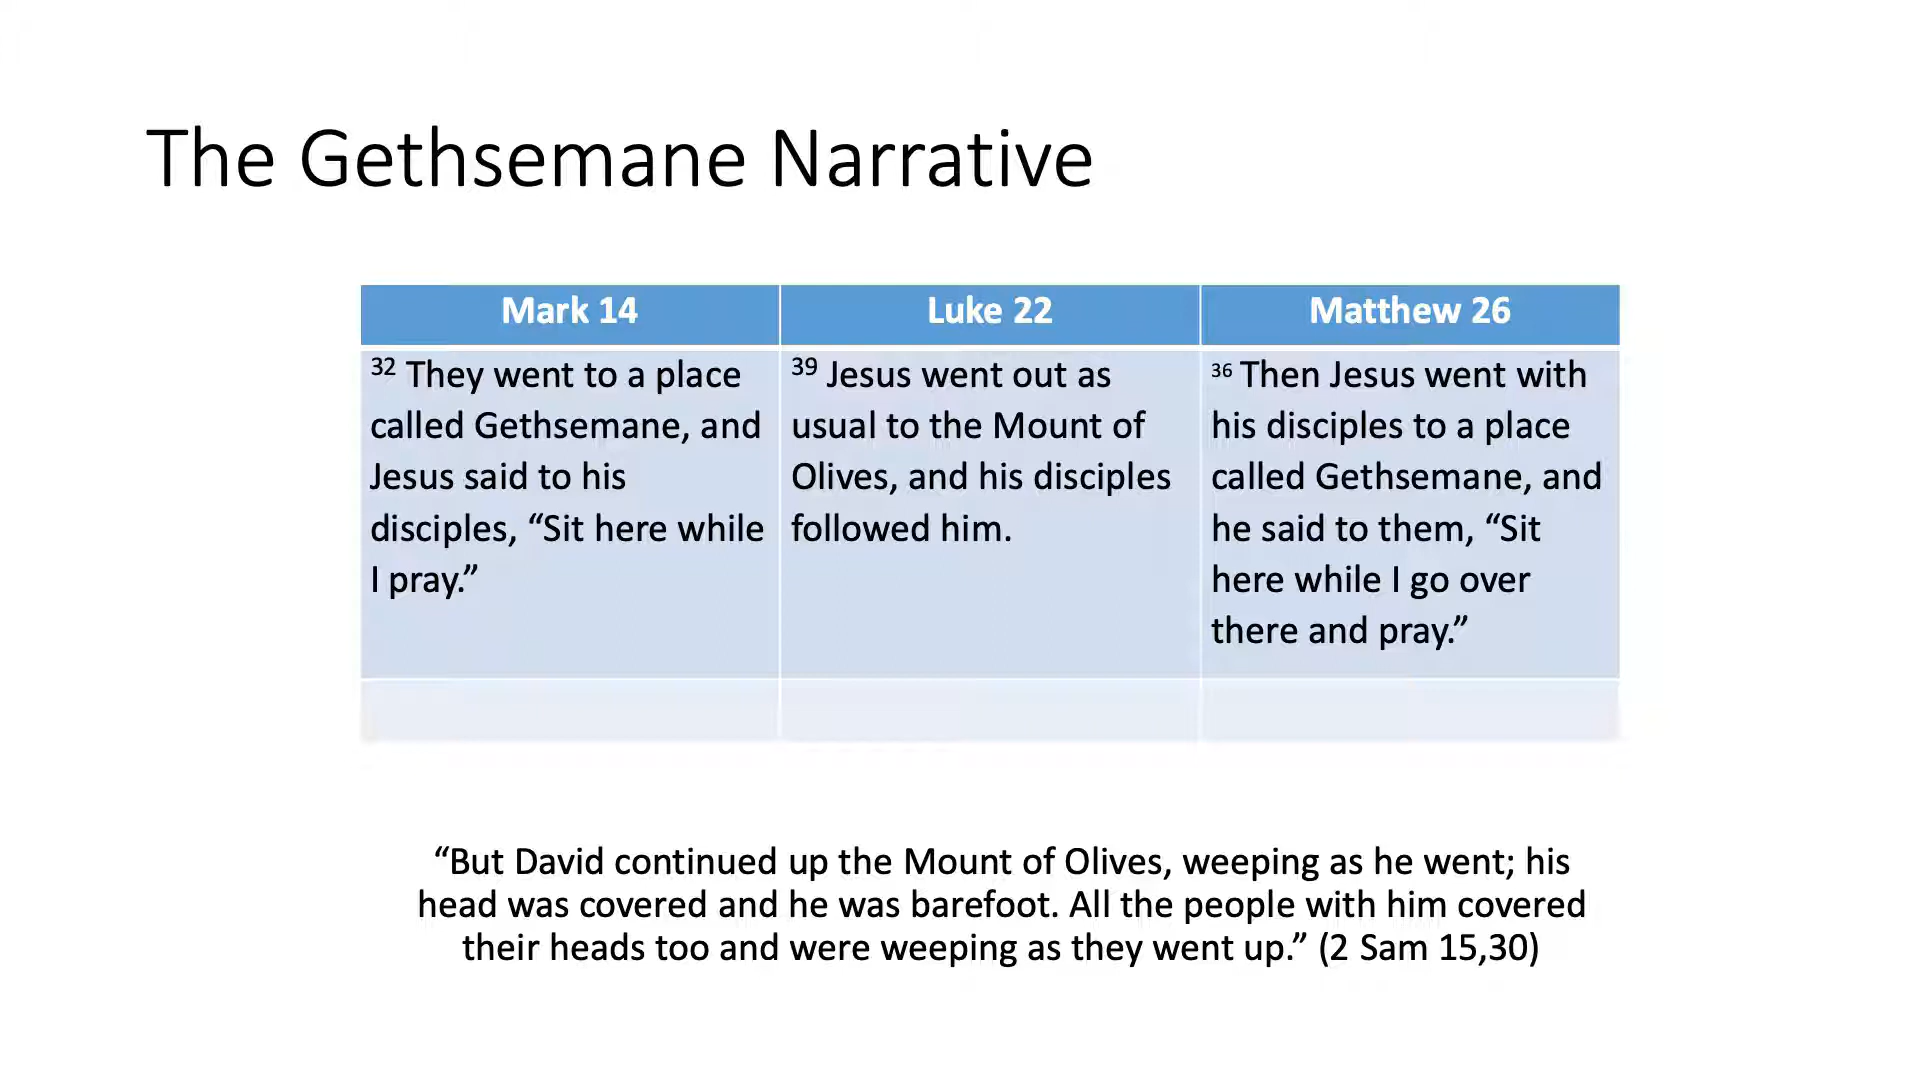 The Gethsemane Narrative
Mark 14
Luke 22
Matthew 26
32 They went to a place
called Gethsemane, and
Jesus said to his
disciples, “Sit here while
I pray.”
39 Jesus went out as
usual to the Mount of
Olives, and his disciples
followed him.
36 Then Jesus went with
his disciples to a place
called Gethsemane, and
he said to them, “Sit
here while I go over
there and pray.”
“But David continued up the Mount of Olives, weeping as he went; his
head was covered and he was barefoot. All the people with him covered
their heads too and were weeping as they went up.” (2 Sam 15,30)